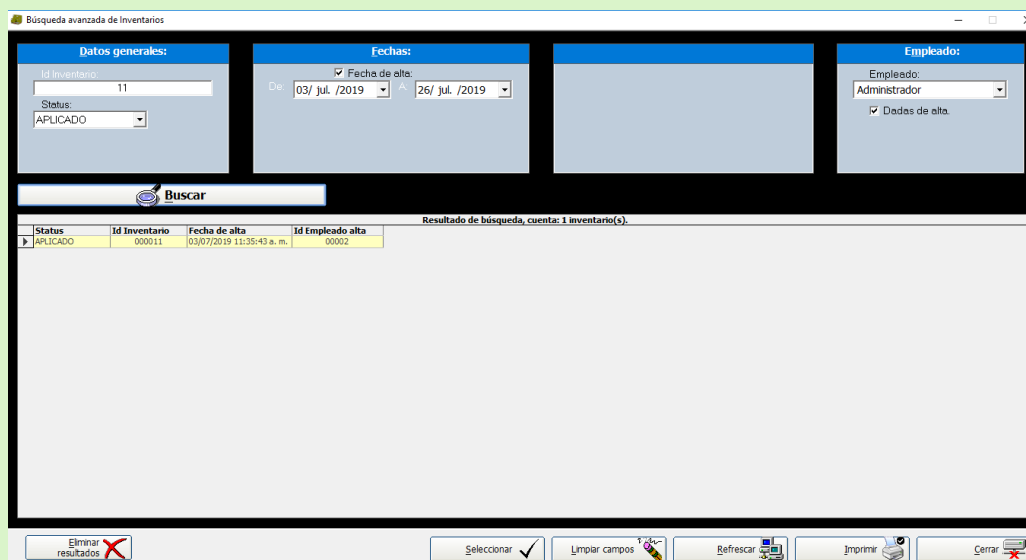 Búsqueda avanzada de Inventarios
Datos generales:
Id Inventario:
11
Status:
APLICADO
Fechas:
Fecha de alta:
De: 03/ jul. /2019 A: 26/ jul. /2019
Empleado:
Empleado:
Administrador
Dadas de alta.
Buscar
Resultado de búsqueda, cuenta: 1 inventario(s).
Status Id Inventario Fecha de alta Id Empleado alta
APLICADO 000011 03/07/2019 11:35:43 a. m. 00002
Eliminar resultados Seleccionar Limpiar campos Refrescar Imprimir Cerrar